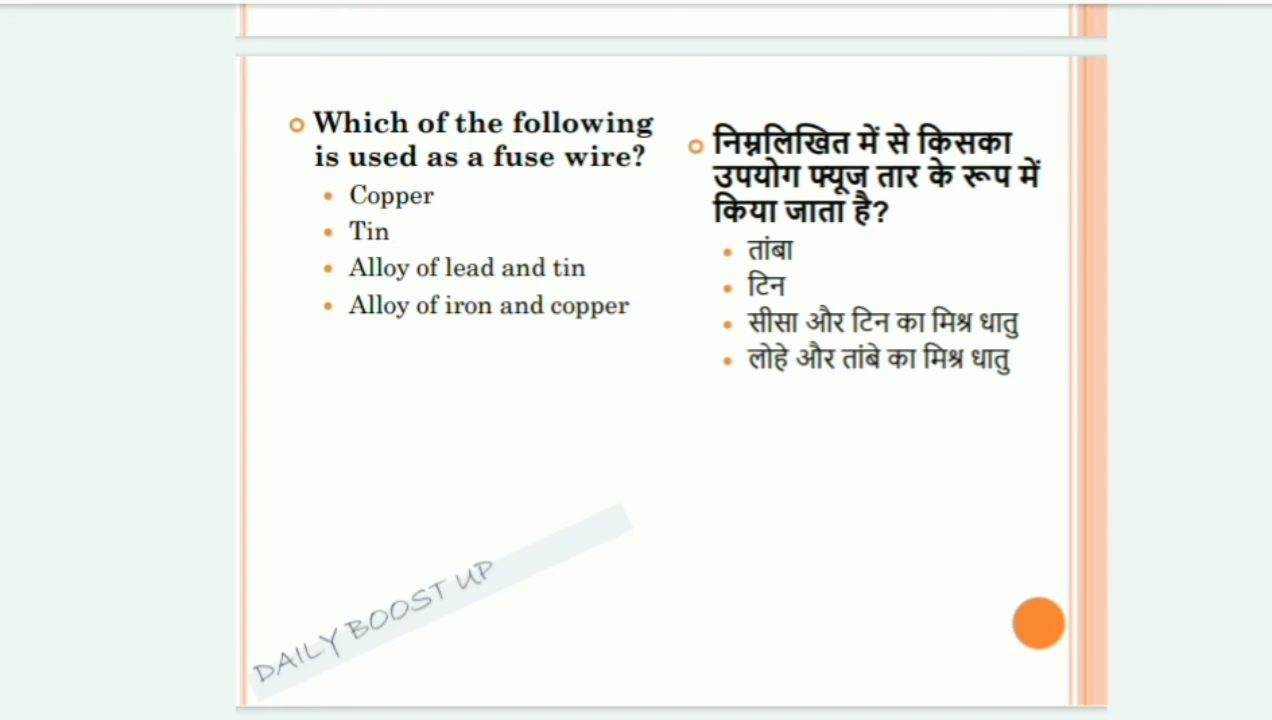 Which of the following
is used as a fuse wire?
Copper
Tin
Alloy of lead and tin
Alloy of iron and copper
निम्नलिखित में से किसका
उपयोग फ्यूज तार के रूप में
किया जाता है?
तांबा
टिन
सीसा और टिन का मिश्र धातु
लोहे और तांबे का मिश्र धातु
DAILY BOOST UP